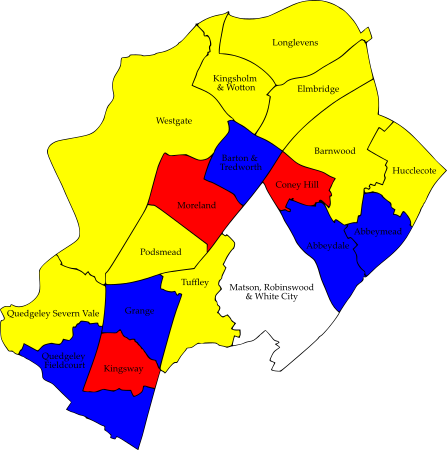 Longlevens
Kingsholm
& Wotton
Elmbridge
Westgate
Barnwood
Barton &
Tredworth
Hucclecote
Coney Hill
Moreland
Abbeymead
Abbeydale
Podsmead
Tuffley
Matson, Robinswood
& White City
Quedgeley Severn Vale
Grange
Quedgeley
Fieldcourt
Kingsway